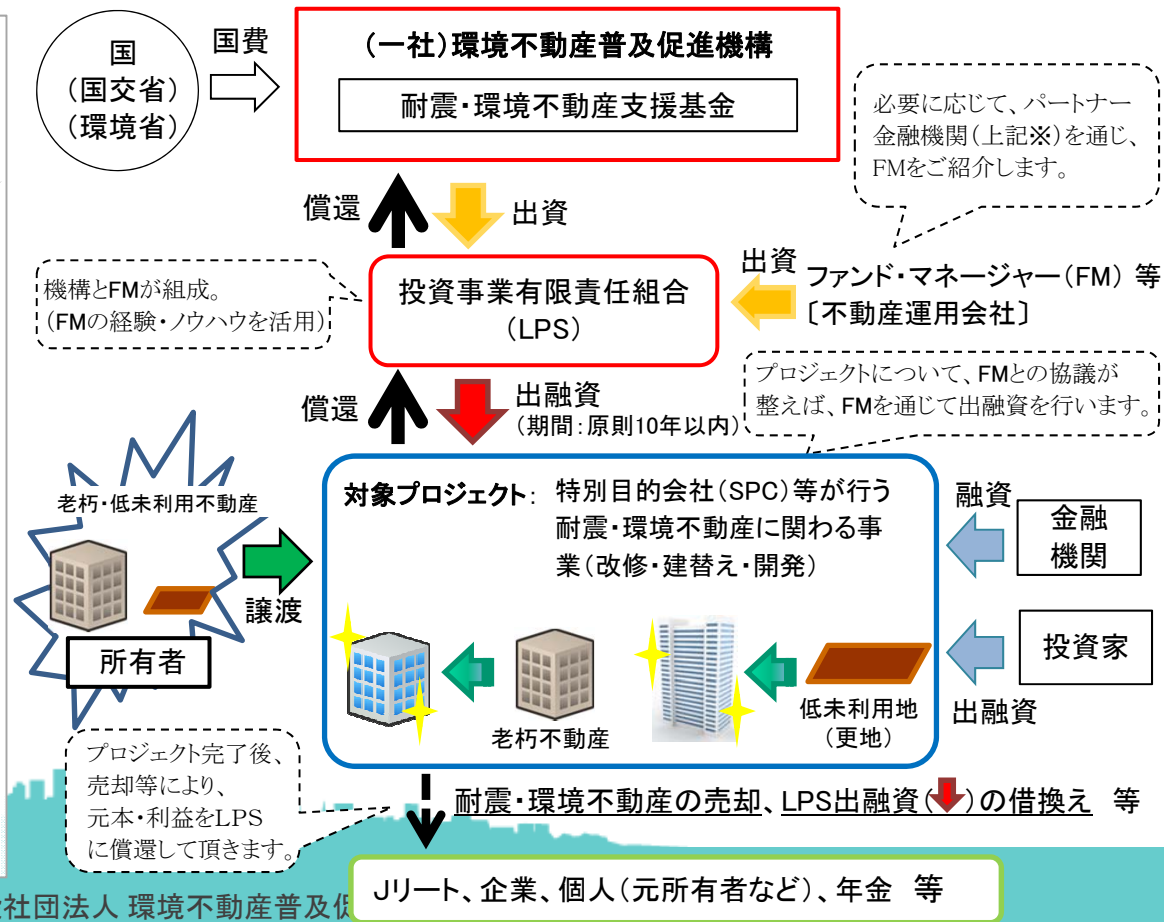 国
(国交省)
(環境省)
国費
(一社)環境不動産普及促進機構
耐震・環境不動産支援基金
必要に応じて、パートナー
金融機関(上記※)を通じ、
FMをご紹介します。
償還
出資
機構とFMが組成。
(FMの経験・ノウハウを活用)
投資事業有限責任組合
(LPS)
出資
ファンド・マネージャー(FM) 等
〔不動産運用会社〕
償還
出融資
(期間:原則10年以内)
プロジェクトについて、FMとの協議が
整えば、FMを通じて出融資を行います。
老朽・低未利用不動産
所有者
譲渡
対象プロジェクト: 特別目的会社(SPC)等が行う
耐震・環境不動産に関わる事
業(改修・建替え・開発)
老朽不動産
低未利用地
(更地)
融資
金融
機関
投資家
出融資
プロジェクト完了後、
売却等により、
元本・利益をLPS
に償還して頂きます。
耐震・環境不動産の売却、LPS出融資( )の借換え 等
Jリート、企業、個人(元所有者など)、年金 等
社団法人 環境不動産普及促